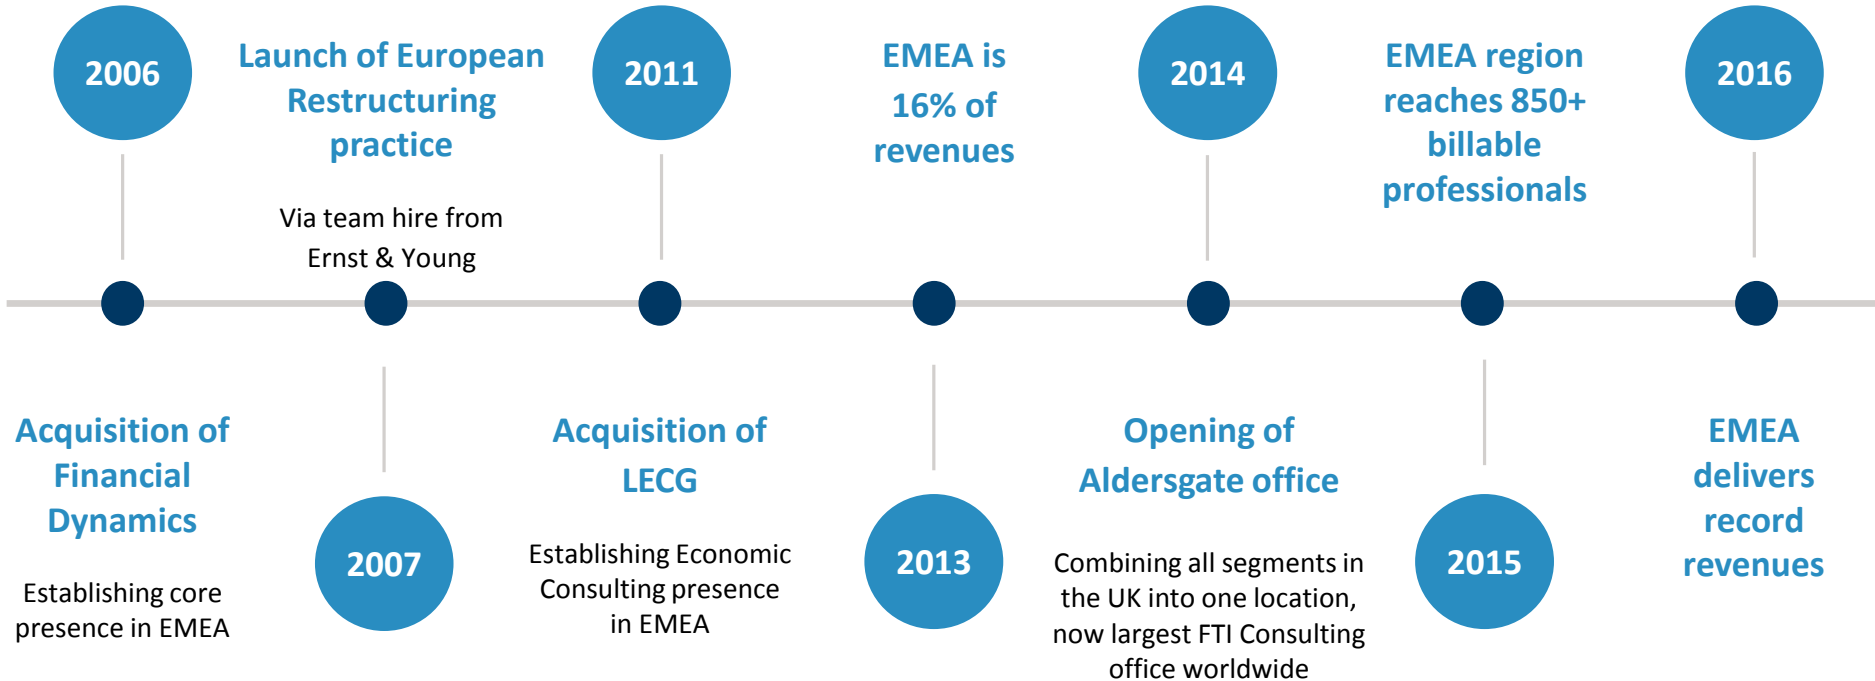 2006
Acquisition of
Financial
Dynamics
Establishing core
presence in EMEA
Launch of European
Restructuring
practice
Via team hire from
Ernst & Young
2007
2011
Acquisition of
LECG
Establishing Economic
Consulting presence
in EMEA
EMEA is
16% of
revenues
2013
2014
Opening of
Aldersgate office
Combining all segments in
the UK into one location,
now largest FTI Consulting
office worldwide
EMEA region
reaches 850+
billable
professionals
2015
2016
EMEA
delivers
record
revenues